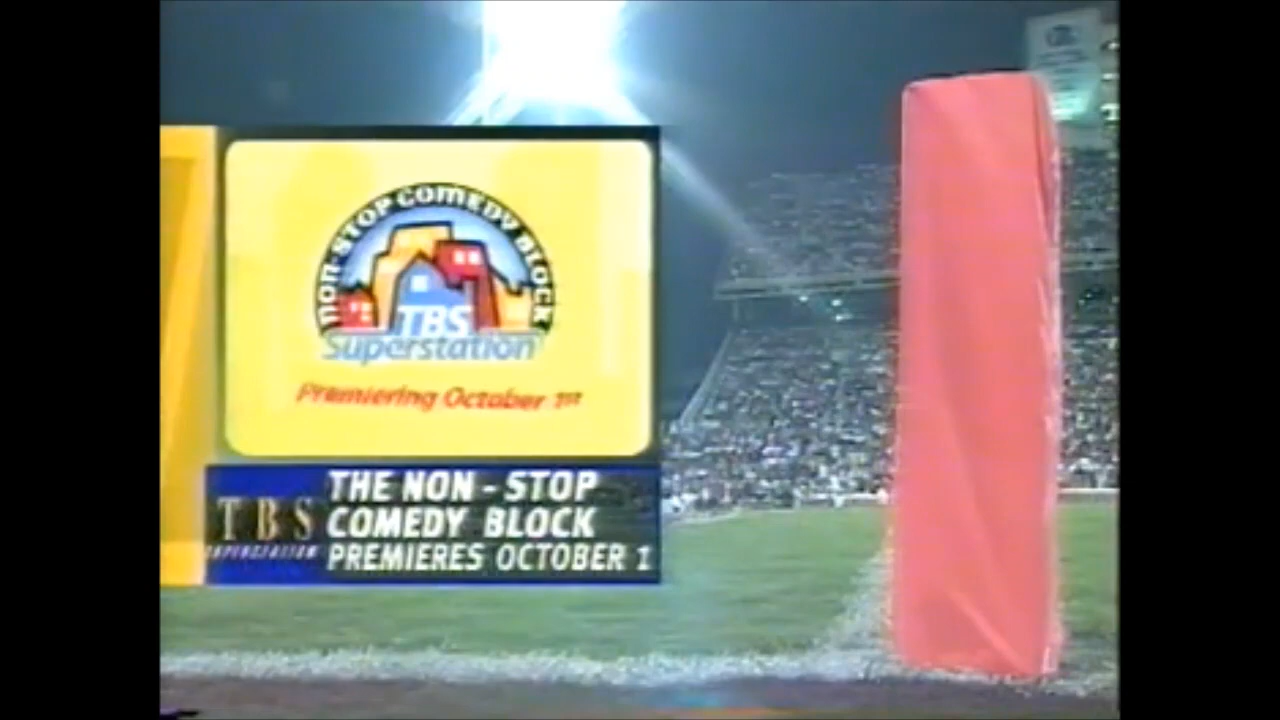 NON-STOP COMEDY BLOCK
TBS
Superstation
Premiering October 1ST
TBS
SUPERSTATION
THE NON-STOP
COMEDY BLOCK
PREMIERES OCTOBER 1